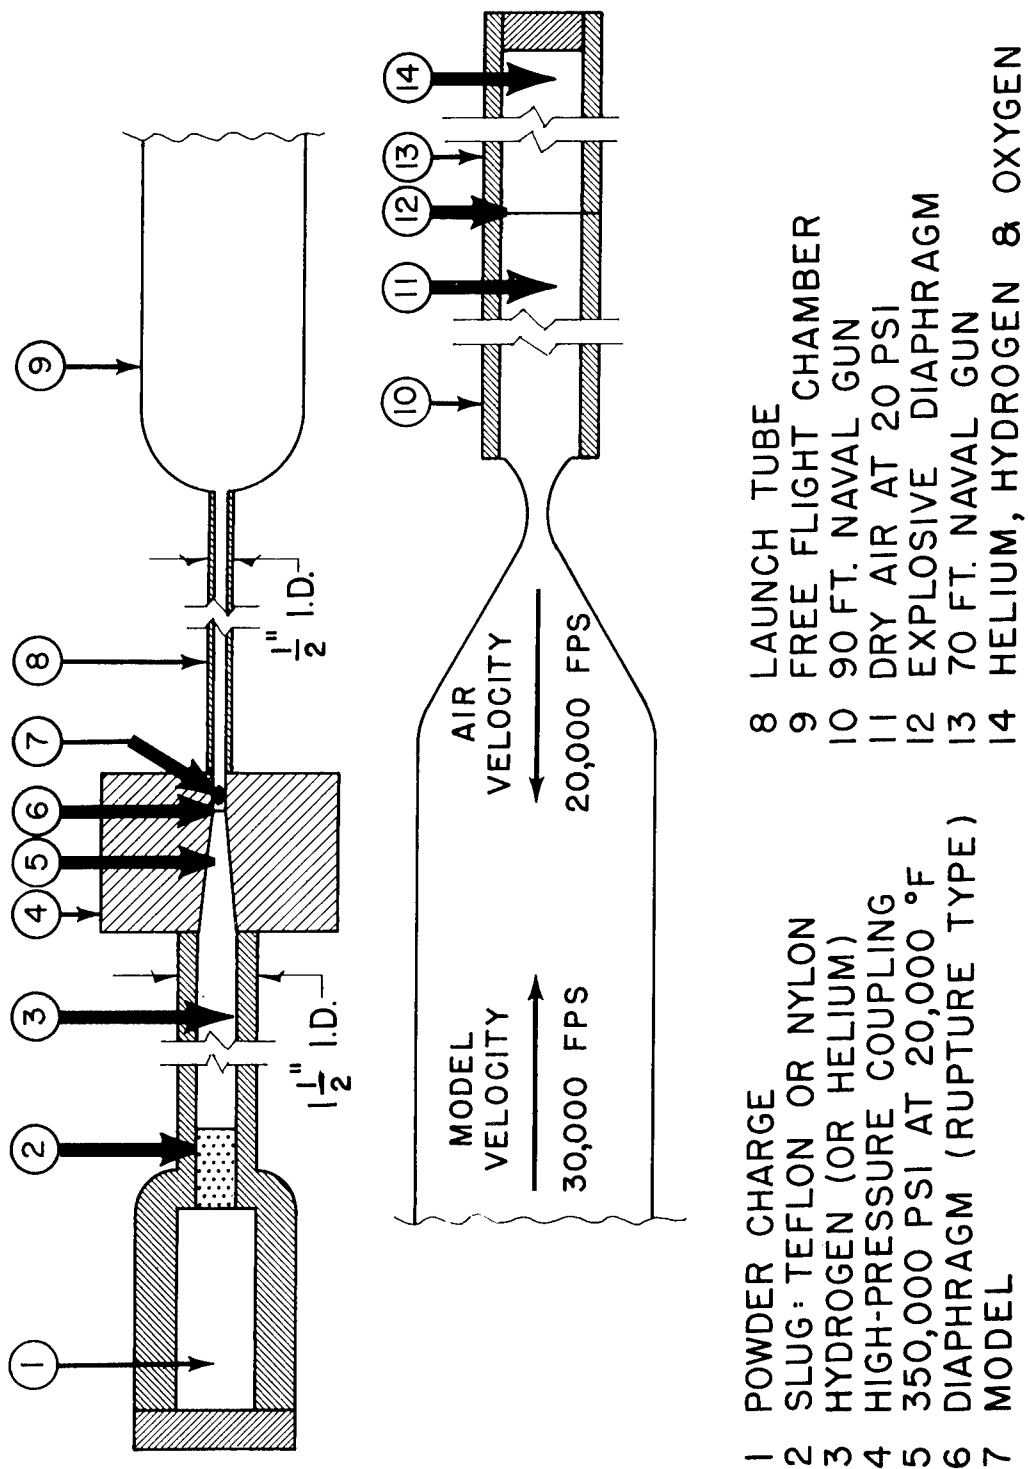 1
2
3
4
5
6
7
8
9
1 1/2" I.D.
1/2" I.D.
MODEL
VELOCITY
30,000 FPS
AIR
VELOCITY
20,000 FPS
10
11
12
13
14
1 POWDER CHARGE
2 SLUG: TEFLON OR NYLON
3 HYDROGEN (OR HELIUM)
4 HIGH-PRESSURE COUPLING
5 350,000 PSI AT 20,000 °F
6 DIAPHRAGM (RUPTURE TYPE)
7 MODEL
8 LAUNCH TUBE
9 FREE FLIGHT CHAMBER
10 90 FT. NAVAL GUN
11 DRY AIR AT 20 PSI
12 EXPLOSIVE DIAPHRAGM
13 70 FT. NAVAL GUN
14 HELIUM, HYDROGEN & OXYGEN